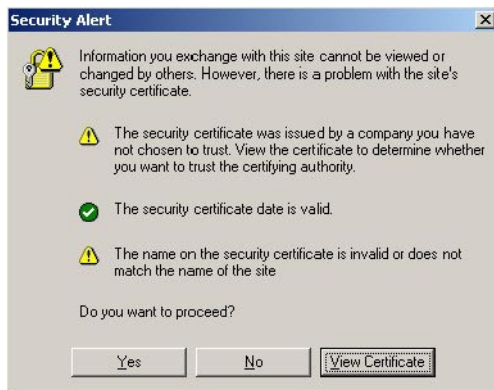 Security Alert
Information you exchange with this site cannot be viewed or
changed by others. However, there is a problem with the site's
security certificate.
The security certificate was issued by a company you have
not chosen to trust. View the certificate to determine whether
you want to trust the certifying authority.
The security certificate date is valid.
The name on the security certificate is invalid or does not
match the name of the site
Do you want to proceed?
Yes
No
View Certificate